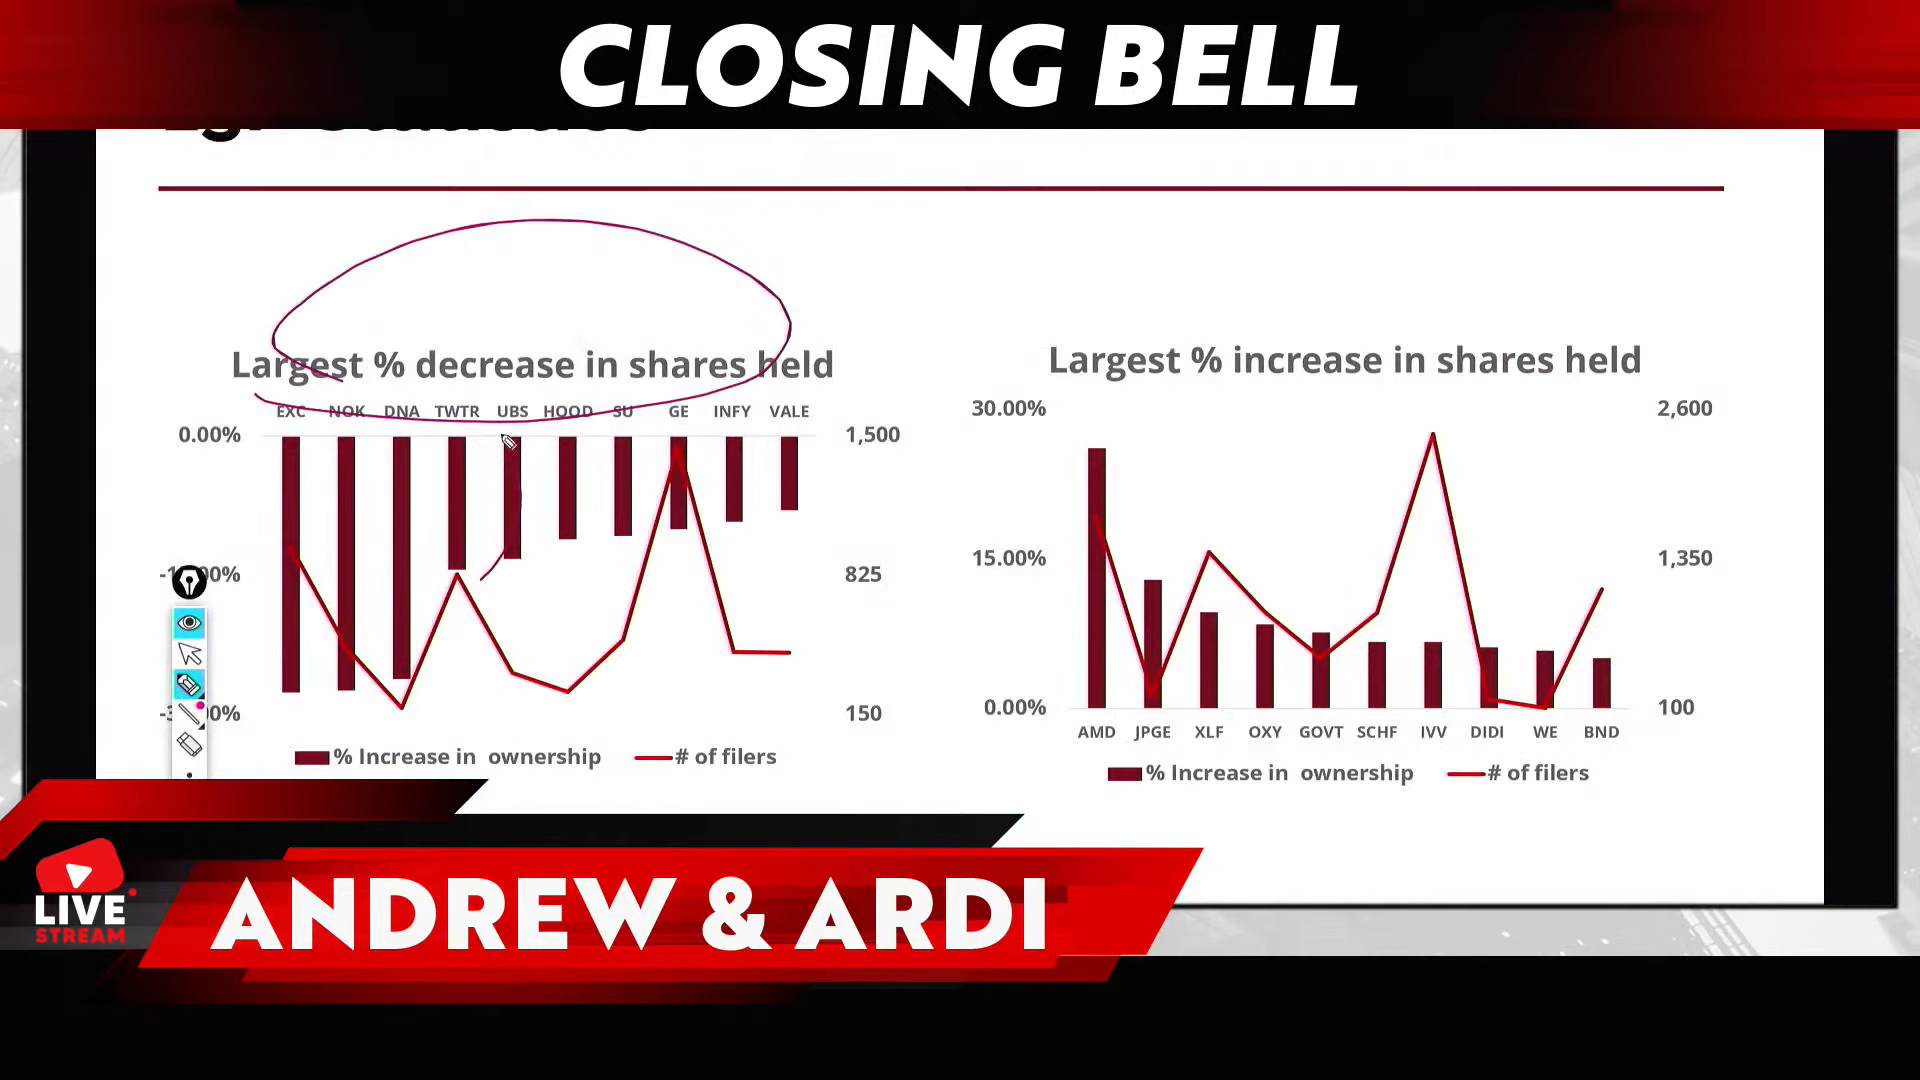 CLOSING BELL
Largest % decrease in shares held
EXC NOK DNA TWTR UBS HOOD SU GE INFY VALE
0.00%
1,500
825
150
% Increase in ownership
# of filers
Largest % increase in shares held
30.00%
2,600
15.00%
1,350
0.00%
100
AMD JPGE XLF OXY GOVT SCHF IVV DIDI WE BND
% Increase in ownership
# of filers
LIVE
STREAM
ANDREW & ARDI